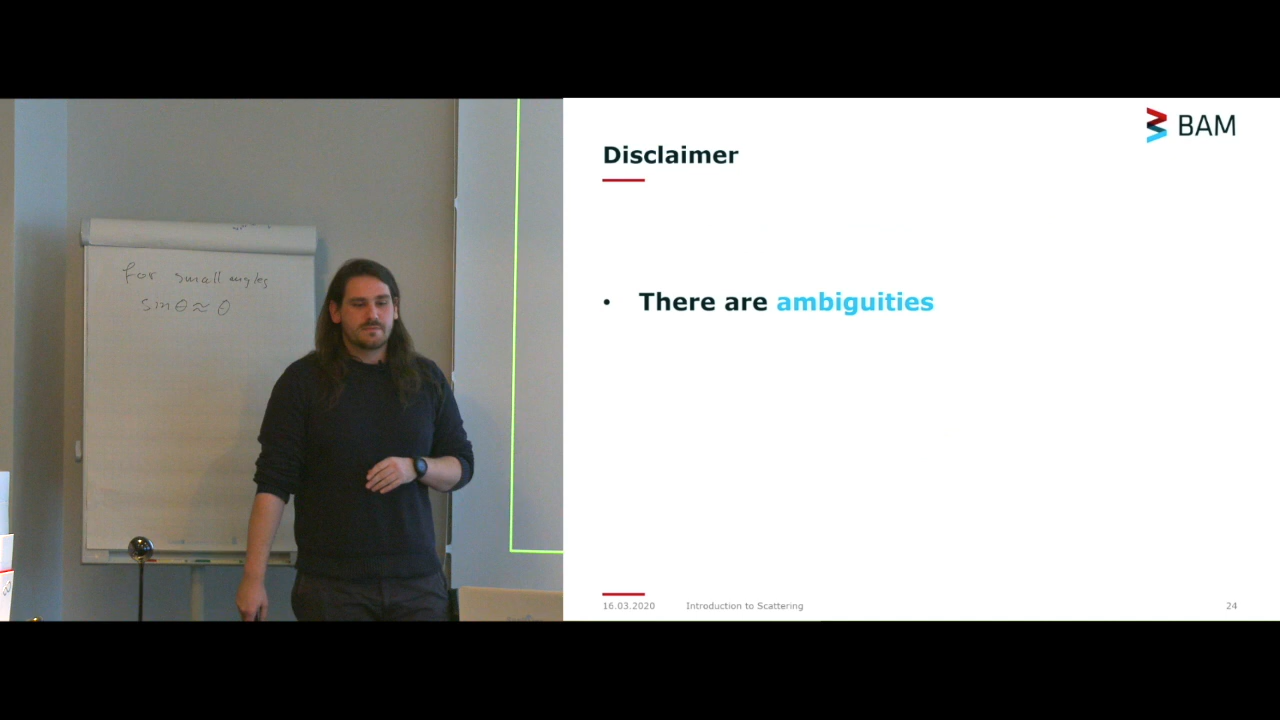 for small angles
sin θ ≈ θ
BAM
Disclaimer
• There are ambiguities
16.03.2020 Introduction to Scattering 24